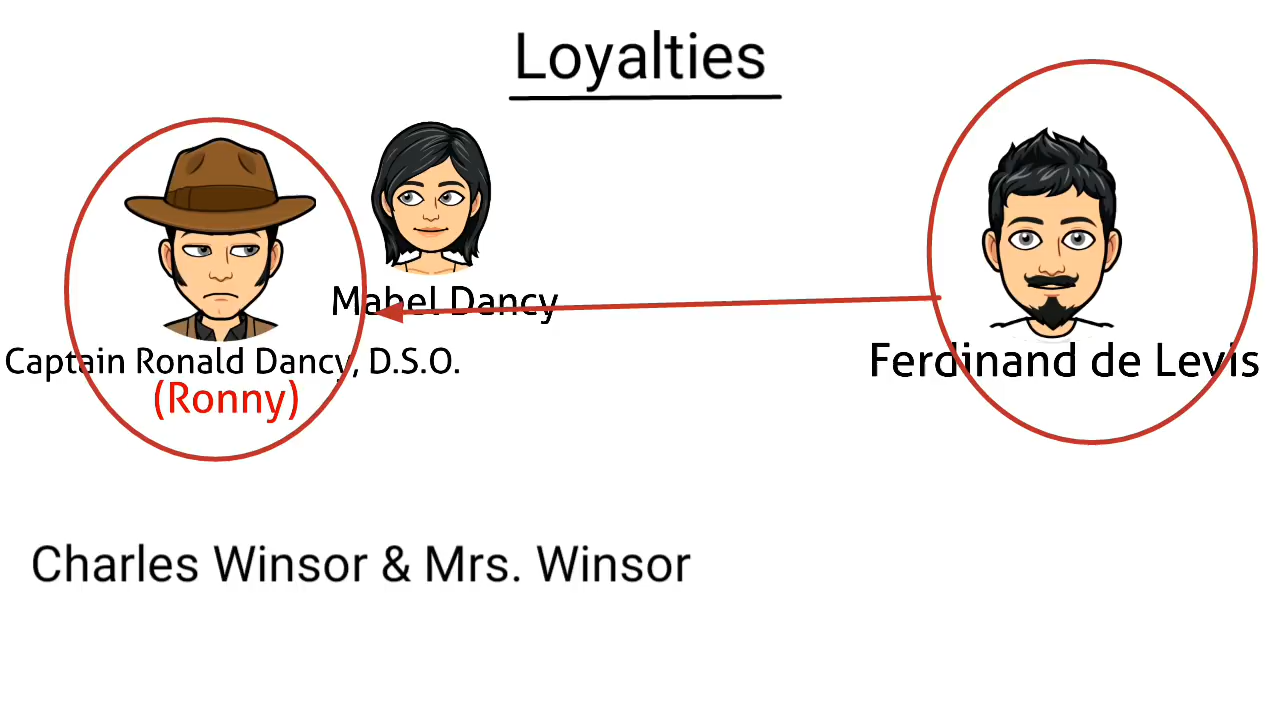 Loyalties
Mabel Dancy
Captain Ronald Dancy, D.S.O.
(Ronny)
Ferdinand de Levis
Charles Winsor & Mrs. Winsor